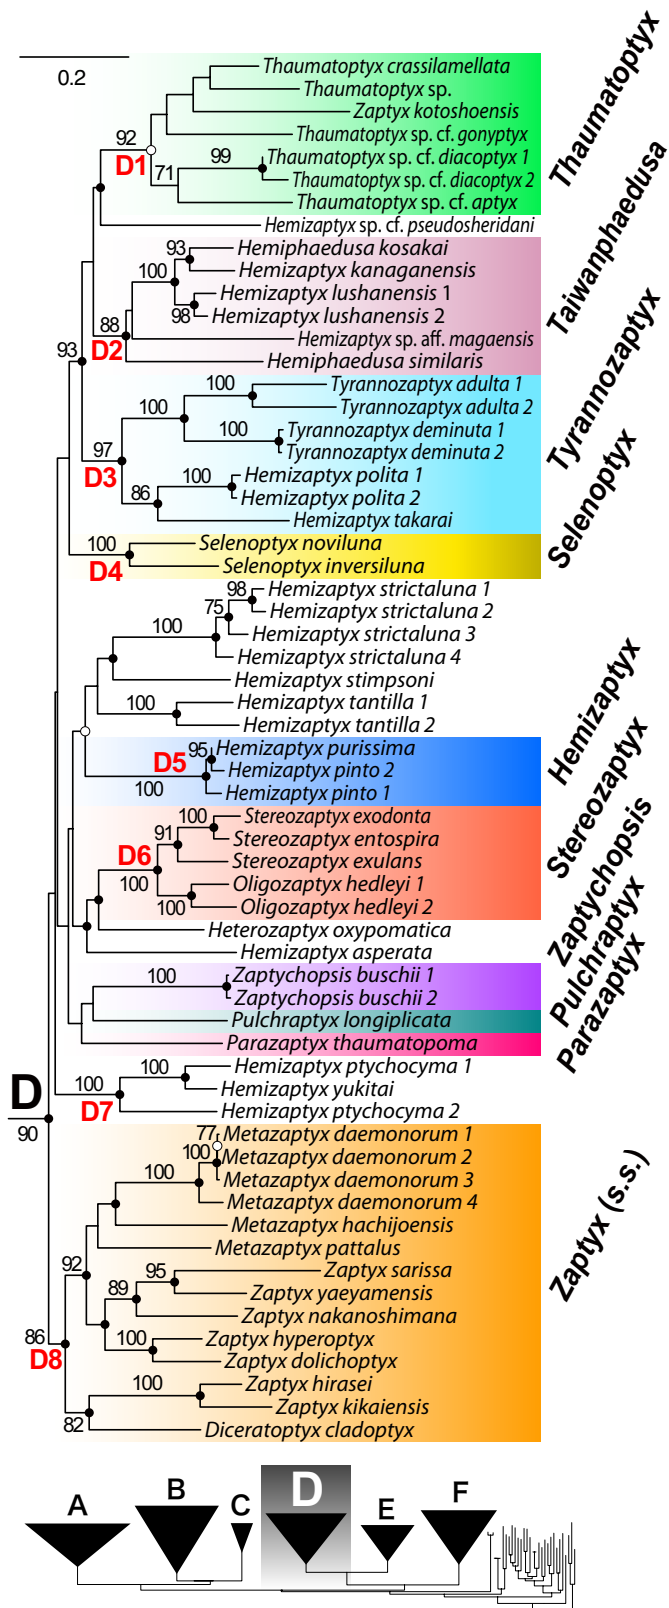 0.2
Thaumatoptyx crassilamellata
Thaumatoptyx sp.
Zaptyx kotoshoensis
92
D1
Thaumatoptyx sp. cf. gonyptyx
99
Thaumatoptyx sp. cf. diacoptyx 1
71
Thaumatoptyx sp. cf. diacoptyx 2
Thaumatoptyx sp. cf. aptyx
Thaumatoptyx
Hemizaptyx sp. cf. pseudosheridani
93
Hemiphaedusa kosakai
100
Hemizaptyx kanaganensis
Hemizaptyx lushanensis 1
98
Hemizaptyx lushanensis 2
88
D2
Hemizaptyx sp. aff. magaensis
Hemiphaedusa similaris
Taiwanphaedusa
93
100
Tyrannozaptyx adulta 1
100
Tyrannozaptyx adulta 2
100
Tyrannozaptyx deminuta 1
Tyrannozaptyx deminuta 2
97
D3
100
Hemizaptyx polita 1
86
Hemizaptyx polita 2
Hemizaptyx takarai
Tyrannozaptyx
100
D4
Selenoptyx noviluna
Selenoptyx inversiluna
Selenoptyx
98
Hemizaptyx strictaluna 1
75
Hemizaptyx strictaluna 2
100
Hemizaptyx strictaluna 3
Hemizaptyx strictaluna 4
Hemizaptyx stimpsoni
100
Hemizaptyx tantilla 1
Hemizaptyx tantilla 2
95
Hemizaptyx purissima
D5
Hemizaptyx pinto 2
100
Hemizaptyx pinto 1
Hemizaptyx
100
Stereozaptyx exodonta
91
Stereozaptyx entospira
D6
Stereozaptyx exulans
100
Oligozaptyx hedleyi 1
100
Oligozaptyx hedleyi 2
Stereozaptyx
Heterozaptyx oxypomatica
Hemizaptyx asperata
100
Zaptychopsis buschii 1
Zaptychopsis buschii 2
Zaptychopsis
Pulchraptyx longiplicata
Pulchraptyx
Parazaptyx thaumatopoma
Parazaptyx
100
Hemizaptyx ptychocyma 1
100
Hemizaptyx yukitai
D7
Hemizaptyx ptychocyma 2
D
90
77
Metazaptyx daemonorum 1
100
Metazaptyx daemonorum 2
100
Metazaptyx daemonorum 3
Metazaptyx daemonorum 4
Metazaptyx hachijoensis
Metazaptyx pattalus
92
95
Zaptyx sarissa
89
Zaptyx yaeyamensis
Zaptyx nakanoshimana
86
D8
100
Zaptyx hyperoptyx
Zaptyx dolichoptyx
100
Zaptyx hirasei
Zaptyx kikaiensis
82
Diceratoptyx cladoptyx
Zaptyx (s.s.)
A B C D E F